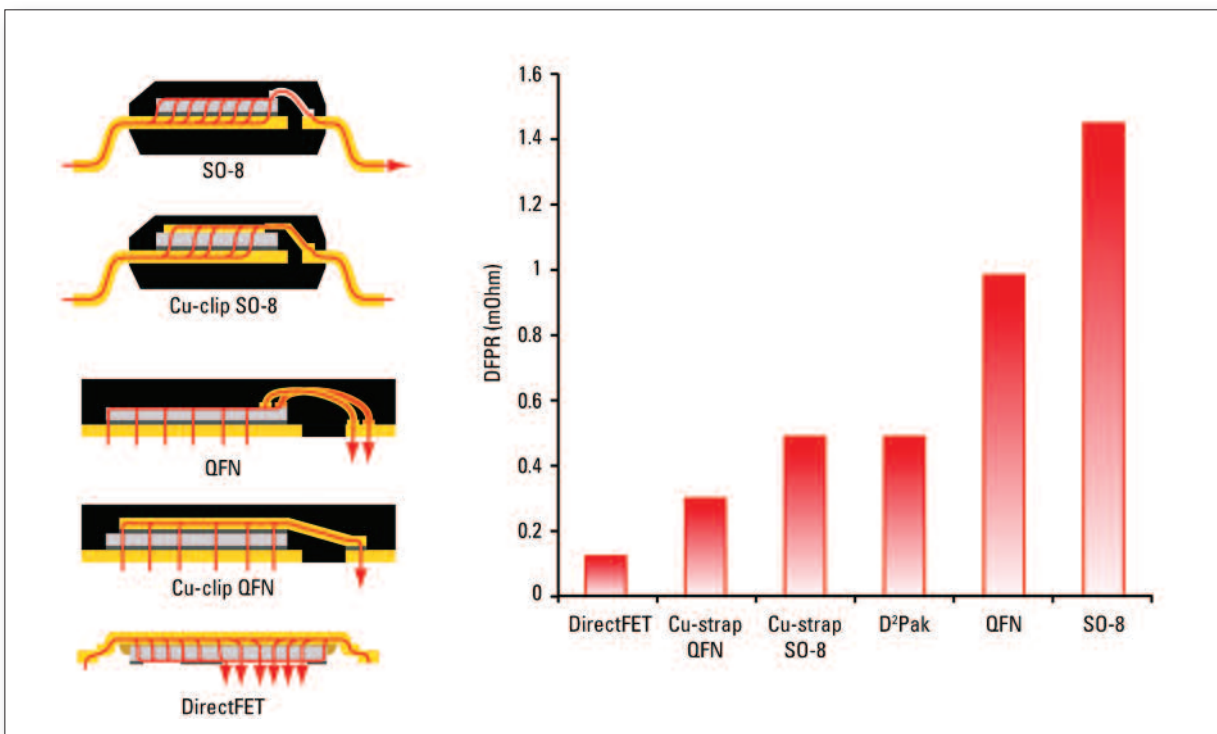 SO-8
Cu-clip SO-8
QFN
Cu-clip QFN
DirectFET
DFPR (mOhm)
1.6
1.4
1.2
1
0.8
0.6
0.4
0.2
0
DirectFET
Cu-strap
QFN
Cu-strap
SO-8
D²Pak
QFN
SO-8